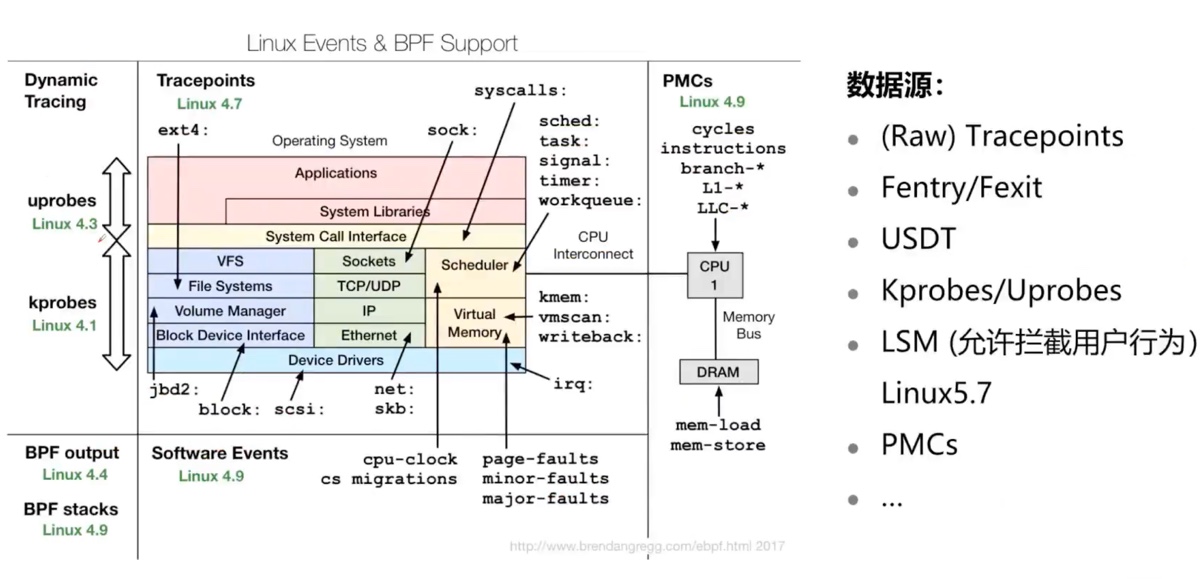 Linux Events & BPF Support
Dynamic
Tracing
uprobes
Linux 4.3
kprobes
Linux 4.1
Tracepoints
Linux 4.7
ext4:
Operating System
sock:
syscalls:
sched:
task:
signal:
timer:
workqueue:
Applications
System Libraries
System Call Interface
VFS
Sockets
Scheduler
File Systems
TCP/UDP
Volume Manager
IP
Virtual
Memory
Block Device Interface
Ethernet
Device Drivers
jbd2:
block:
scsi:
net:
skb:
kmem:
vmscan:
writeback:
irq:
CPU
Interconnect
PMCs
Linux 4.9
cycles
instructions
branch-*
L1-*
LLC-*
CPU
1
Memory
Bus
DRAM
mem-load
mem-store
BPF output
Linux 4.4
BPF stacks
Linux 4.9
Software Events
Linux 4.9
cpu-clock
cs migrations
page-faults
minor-faults
major-faults
http://www.brendangregg.com/ebpf.html 2017
数据源：
(Raw) Tracepoints
Fentry/Fexit
USDT
Kprobes/Uprobes
LSM (允许拦截用户行为）
Linux5.7
PMCs
...